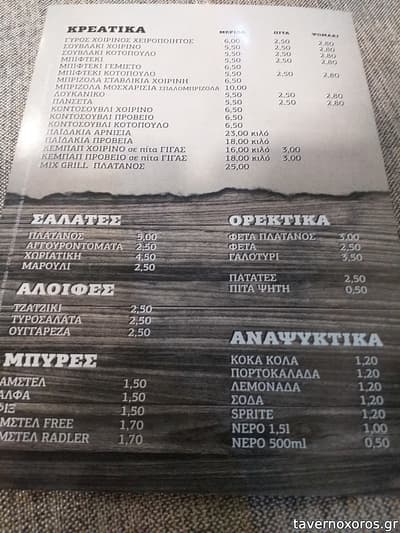 ΚΡΕΑΤΙΚΑ ΜΕΡΙΔΑ ΠΙΤΑ ΨΩΜΑΚΙ
ΓΥΡΟΣ ΧΟΙΡΙΝΟΣ ΧΕΙΡΟΠΟΙΗΤΟΣ 6,00 2,50
ΣΟΥΒΛΑΚΙ ΧΟΙΡΙΝΟ 5,50 2,50 2,80
ΣΟΥΒΛΑΚΙ ΚΟΤΟΠΟΥΛΟ 5,50 2,50 2,80
ΜΠΙΦΤΕΚΙ 5,50 2,50 2,80
ΜΠΙΦΤΕΚΙ ΓΕΜΙΣΤΟ 6,50
ΜΠΙΦΤΕΚΙ ΚΟΤΟΠΟΥΛΟ 5,50 2,50 2,80
ΜΠΡΙΖΟΛΑ ΣΤΑΒΛΙΣΙΑ ΧΟΙΡΙΝΗ 6,50
ΜΠΡΙΖΟΛΑ ΜΟΣΧΑΡΙΣΙΑ ΣΠΑΛΟΜΠΡΙΖΟΛΑ 10,00
ΛΟΥΚΑΝΙΚΟ 5,50 2,50 2,80
ΠΑΝΣΕΤΑ 5,50 2,50 2,80
ΚΟΝΤΟΣΟΥΒΛΙ ΧΟΙΡΙΝΟ 6,50
ΚΟΝΤΟΣΟΥΒΛΙ ΠΡΟΒΕΙΟ 6,50
ΚΟΝΤΟΣΟΥΒΛΙ ΚΟΤΟΠΟΥΛΟ 6,50
ΠΑΪΔΑΚΙΑ ΑΡΝΙΣΙΑ 23,00 κιλό
ΠΑΪΔΑΚΙΑ ΠΡΟΒΕΙΑ 18,00 κιλό
ΚΕΜΠΑΠ ΧΟΙΡΙΝΟ σε πίτα ΓΙΓΑΣ 16,00 κιλό 3,00
ΚΕΜΠΑΠ ΠΡΟΒΕΙΟ σε πίτα ΓΙΓΑΣ 18,00 κιλό 3,00
MIX GRILL ΠΛΑΤΑΝΟΣ 25,00
ΣΑΛΑΤΕΣ
ΠΛΑΤΑΝΟΣ 5,00
ΑΓΓΟΥΡΟΝΤΟΜΑΤΑ 2,50
ΧΩΡΙΑΤΙΚΗ 4,50
ΜΑΡΟΥΛΙ 2,50
ΑΛΟΙΦΕΣ
ΤΖΑΤΖΙΚΙ 2,50
ΤΥΡΟΣΑΛΑΤΑ 2,50
ΟΥΓΓΑΡΕΖΑ 2,50
ΜΠΥΡΕΣ
ΑΜΣΤΕΛ 1,50
ΑΛΦΑ 1,50
ΦΙΞ 1,50
ΜΣΤΕΛ FREE 1,70
ΜΣΤΕΛ RADLER 1,70
ΟΡΕΚΤΙΚΑ
ΦΕΤΑ ΠΛΑΤΑΝΟΣ 3,00
ΦΕΤΑ 2,50
ΓΑΛΟΤΥΡΙ 3,50
ΠΑΤΑΤΕΣ 2,50
ΠΙΤΑ ΨΗΤΗ 0,50
ΑΝΑΨΥΚΤΙΚΑ
ΚΟΚΑ ΚΟΛΑ 1,20
ΠΟΡΤΟΚΑΛΑΔΑ 1,20
ΛΕΜΟΝΑΔΑ 1,20
ΣΟΔΑ 1,20
SPRITE 1,20
ΝΕΡΟ 1,5l 1,00
ΝΕΡΟ 500ml 0,50
tavernoxoros.gr